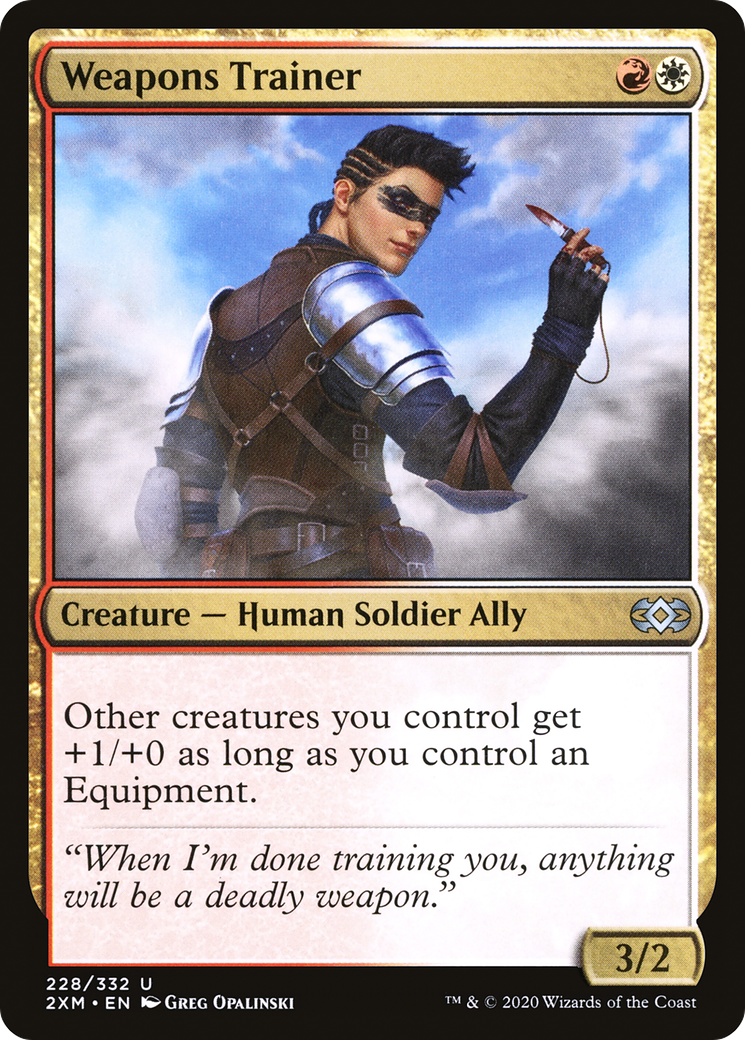 Weapons Trainer
Creature — Human Soldier Ally
Other creatures you control get
+1/+0 as long as you control an
Equipment.
“When I’m done training you, anything
will be a deadly weapon.”
3/2
228/332 U
2XM • EN Greg Opalinski
™ & © 2020 Wizards of the Coast